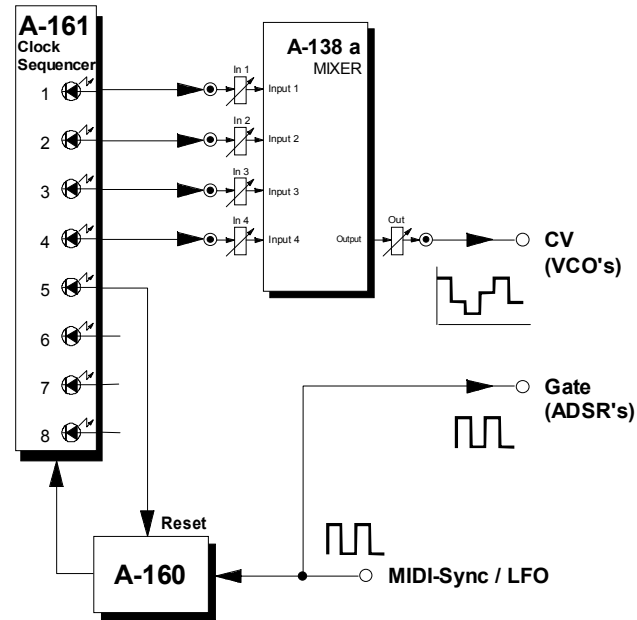 A-161
Clock
Sequencer
1
2
3
4
5
6
7
8
A-138 a
MIXER
In 1
Input 1
In 2
Input 2
In 3
Input 3
In 4
Input 4
Output
Out
CV
(VCO's)
Gate
(ADSR's)
Reset
A-160
MIDI-Sync / LFO